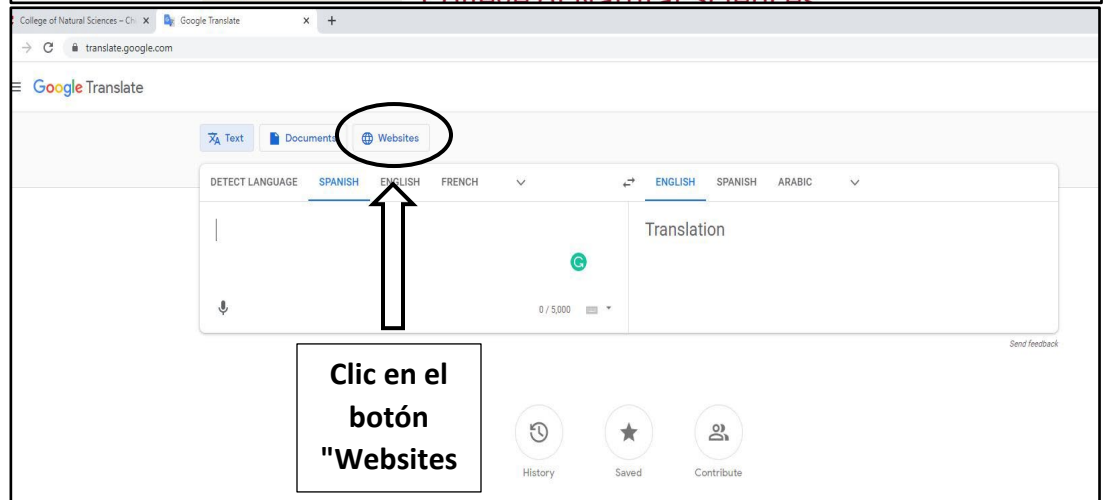 College of Natural Sciences – Ch
Google Translate
translate.google.com
Google Translate
Text Documents Websites
DETECT LANGUAGE SPANISH ENGLISH FRENCH ENGLISH SPANISH ARABIC
Translation
0 / 5,000
Send feedback
Clic en el
botón
"Websites
History Saved Contribute